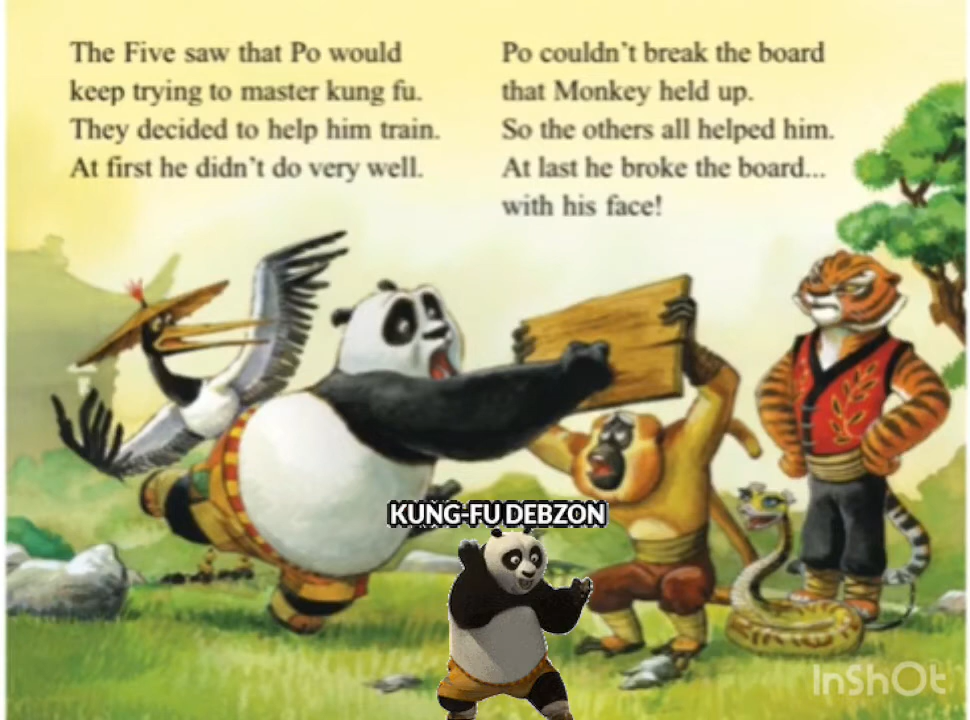 The Five saw that Po would
keep trying to master kung fu.
They decided to help him train.
At first he didn't do very well.
Po couldn't break the board
that Monkey held up.
So the others all helped him.
At last he broke the board...
with his face!
KUNG-FU DEBZON
InShOt